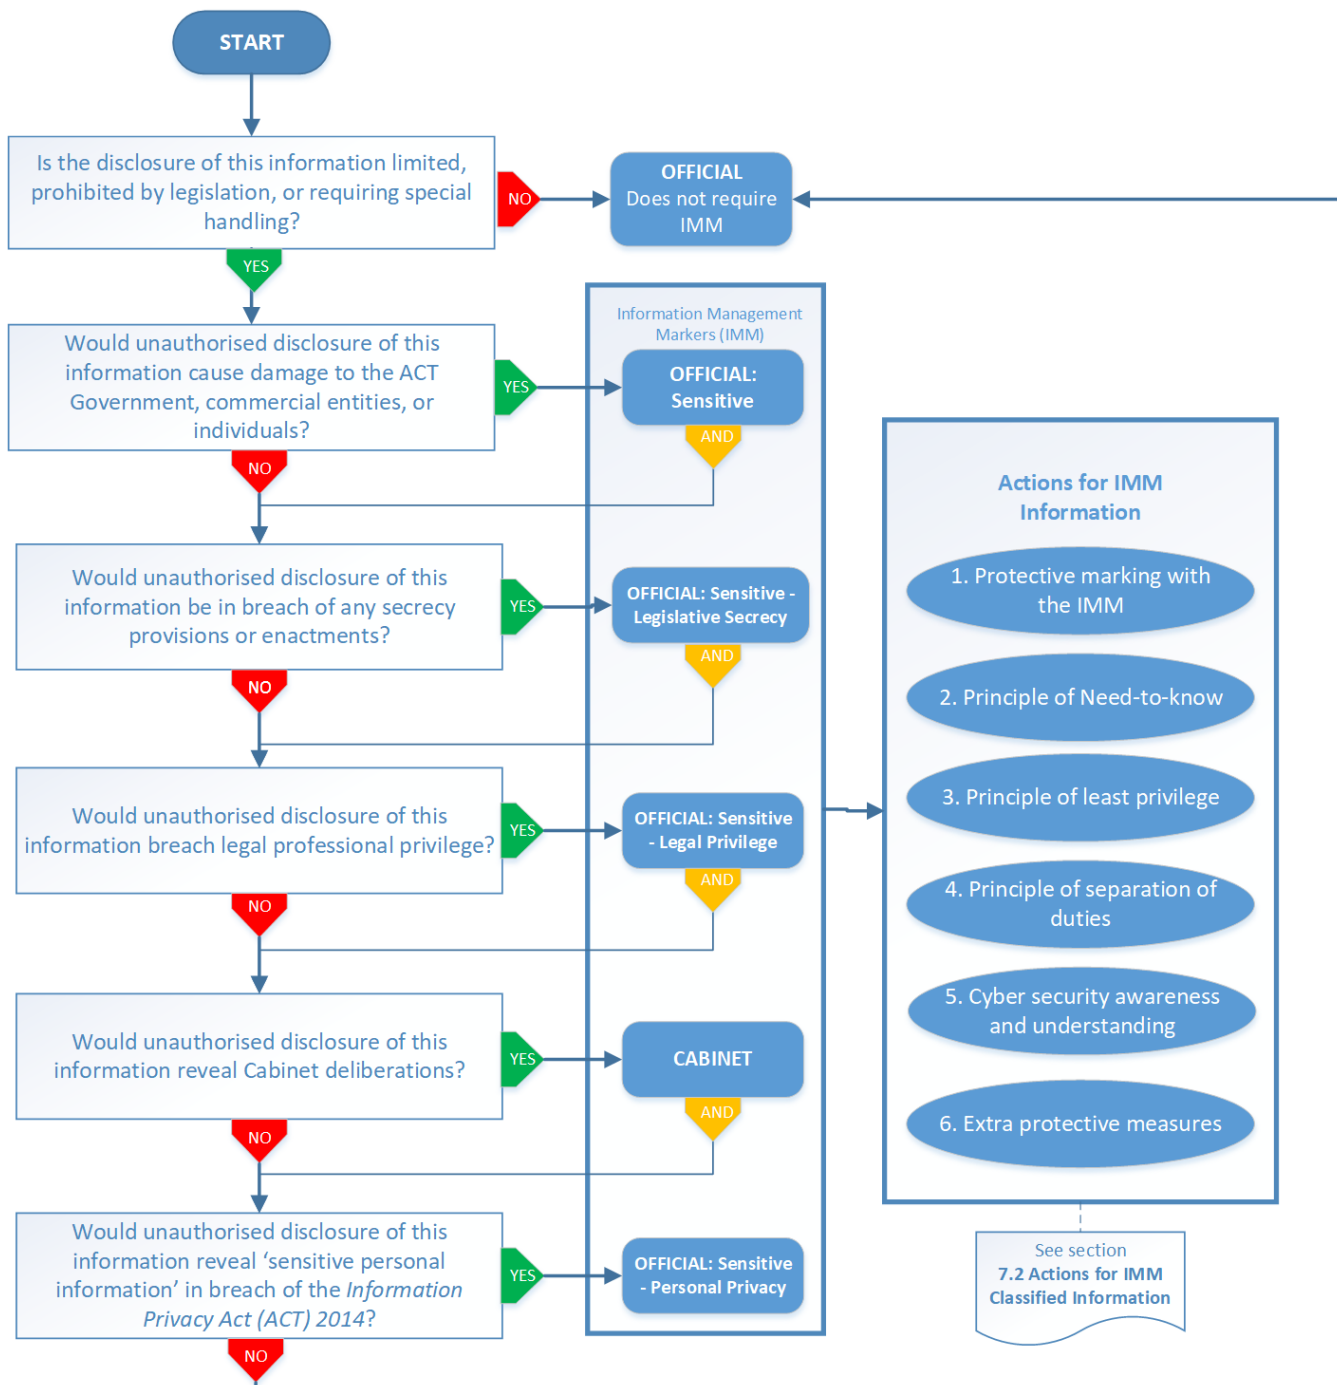 START
Is the disclosure of this information limited,
prohibited by legislation, or requiring special
handling?
NO
OFFICIAL
Does not require
IMM
YES
Would unauthorised disclosure of this
information cause damage to the ACT
Government, commercial entities, or
individuals?
YES
Information Management
Markers (IMM)
OFFICIAL:
Sensitive
AND
NO
Would unauthorised disclosure of this
information be in breach of any secrecy
provisions or enactments?
YES
OFFICIAL: Sensitive -
Legislative Secrecy
AND
NO
Would unauthorised disclosure of this
information breach legal professional privilege?
YES
OFFICIAL: Sensitive
- Legal Privilege
AND
NO
Would unauthorised disclosure of this
information reveal Cabinet deliberations?
YES
CABINET
AND
NO
Would unauthorised disclosure of this
information reveal ‘sensitive personal
information’ in breach of the Information
Privacy Act (ACT) 2014?
YES
OFFICIAL: Sensitive
- Personal Privacy
NO
Actions for IMM
Information
1. Protective marking with
the IMM
2. Principle of Need-to-know
3. Principle of least privilege
4. Principle of separation of
duties
5. Cyber security awareness
and understanding
6. Extra protective measures
See section
7.2 Actions for IMM
Classified Information